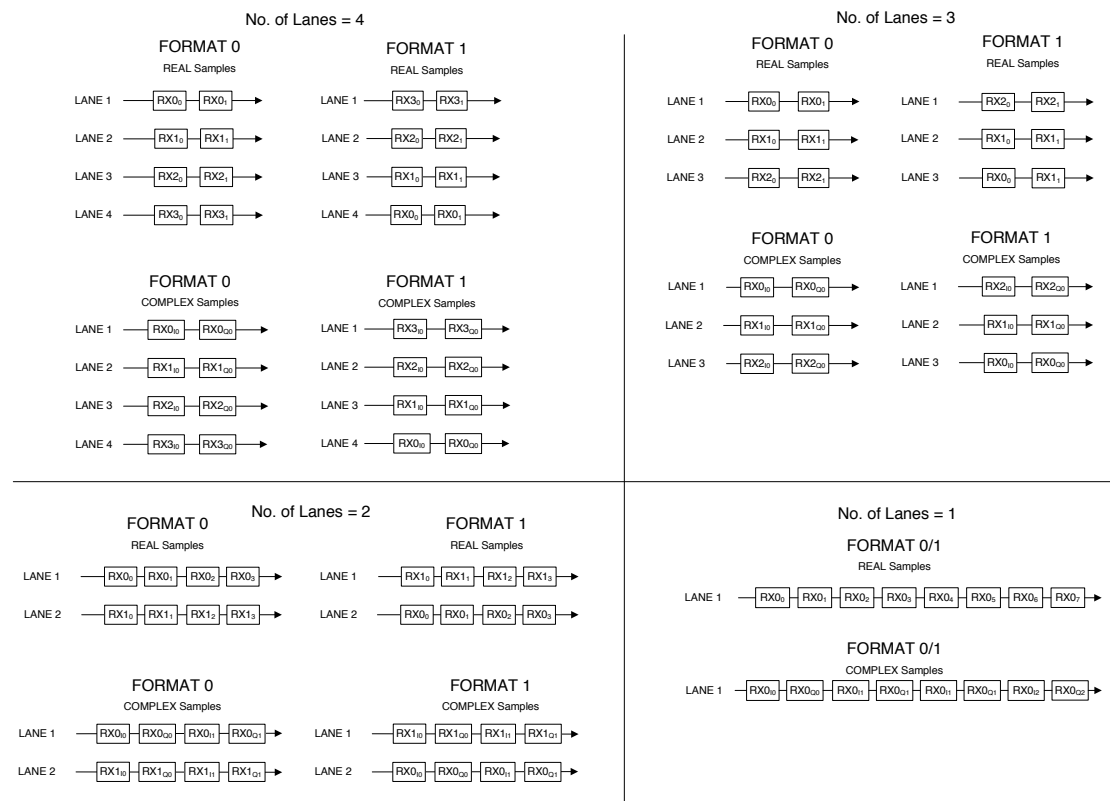 No. of Lanes = 4
FORMAT 0
REAL Samples
LANE 1 RX0₀ RX0₁
LANE 2 RX1₀ RX1₁
LANE 3 RX2₀ RX2₁
LANE 4 RX3₀ RX3₁
FORMAT 1
REAL Samples
LANE 1 RX3₀ RX3₁
LANE 2 RX2₀ RX2₁
LANE 3 RX1₀ RX1₁
LANE 4 RX0₀ RX0₁
FORMAT 0
COMPLEX Samples
LANE 1 RX0I0 RX0Q0
LANE 2 RX1I0 RX1Q0
LANE 3 RX2I0 RX2Q0
LANE 4 RX3I0 RX3Q0
FORMAT 1
COMPLEX Samples
LANE 1 RX3I0 RX3Q0
LANE 2 RX2I0 RX2Q0
LANE 3 RX1I0 RX1Q0
LANE 4 RX0I0 RX0Q0
No. of Lanes = 3
FORMAT 0
REAL Samples
LANE 1 RX0₀ RX0₁
LANE 2 RX1₀ RX1₁
LANE 3 RX2₀ RX2₁
FORMAT 1
REAL Samples
LANE 1 RX2₀ RX2₁
LANE 2 RX1₀ RX1₁
LANE 3 RX0₀ RX1₁
FORMAT 0
COMPLEX Samples
LANE 1 RX0I0 RX0Q0
LANE 2 RX1I0 RX1Q0
LANE 3 RX2I0 RX2Q0
FORMAT 1
COMPLEX Samples
LANE 1 RX2I0 RX2Q0
LANE 2 RX1I0 RX1Q0
LANE 3 RX0I0 RX0Q0
No. of Lanes = 2
FORMAT 0
REAL Samples
LANE 1 RX0₀ RX0₁ RX0₂ RX0₃
LANE 2 RX1₀ RX1₁ RX1₂ RX1₃
FORMAT 1
REAL Samples
LANE 1 RX1₀ RX1₁ RX1₂ RX1₃
LANE 2 RX0₀ RX0₁ RX0₂ RX0₃
FORMAT 0
COMPLEX Samples
LANE 1 RX0I0 RX0Q0 RX0I1 RX0Q1
LANE 2 RX1I0 RX1Q0 RX1I1 RX1Q1
FORMAT 1
COMPLEX Samples
LANE 1 RX1I0 RX1Q0 RX1I1 RX1Q1
LANE 2 RX0I0 RX0Q0 RX0I1 RX0Q1
No. of Lanes = 1
FORMAT 0/1
REAL Samples
LANE 1 RX0₀ RX0₁ RX0₂ RX0₃ RX0₄ RX0₅ RX0₆ RX0₇
FORMAT 0/1
COMPLEX Samples
LANE 1 RX0I0 RX0Q0 RX0I1 RX0Q1 RX0I1 RX0Q1 RX0I2 RX0Q2